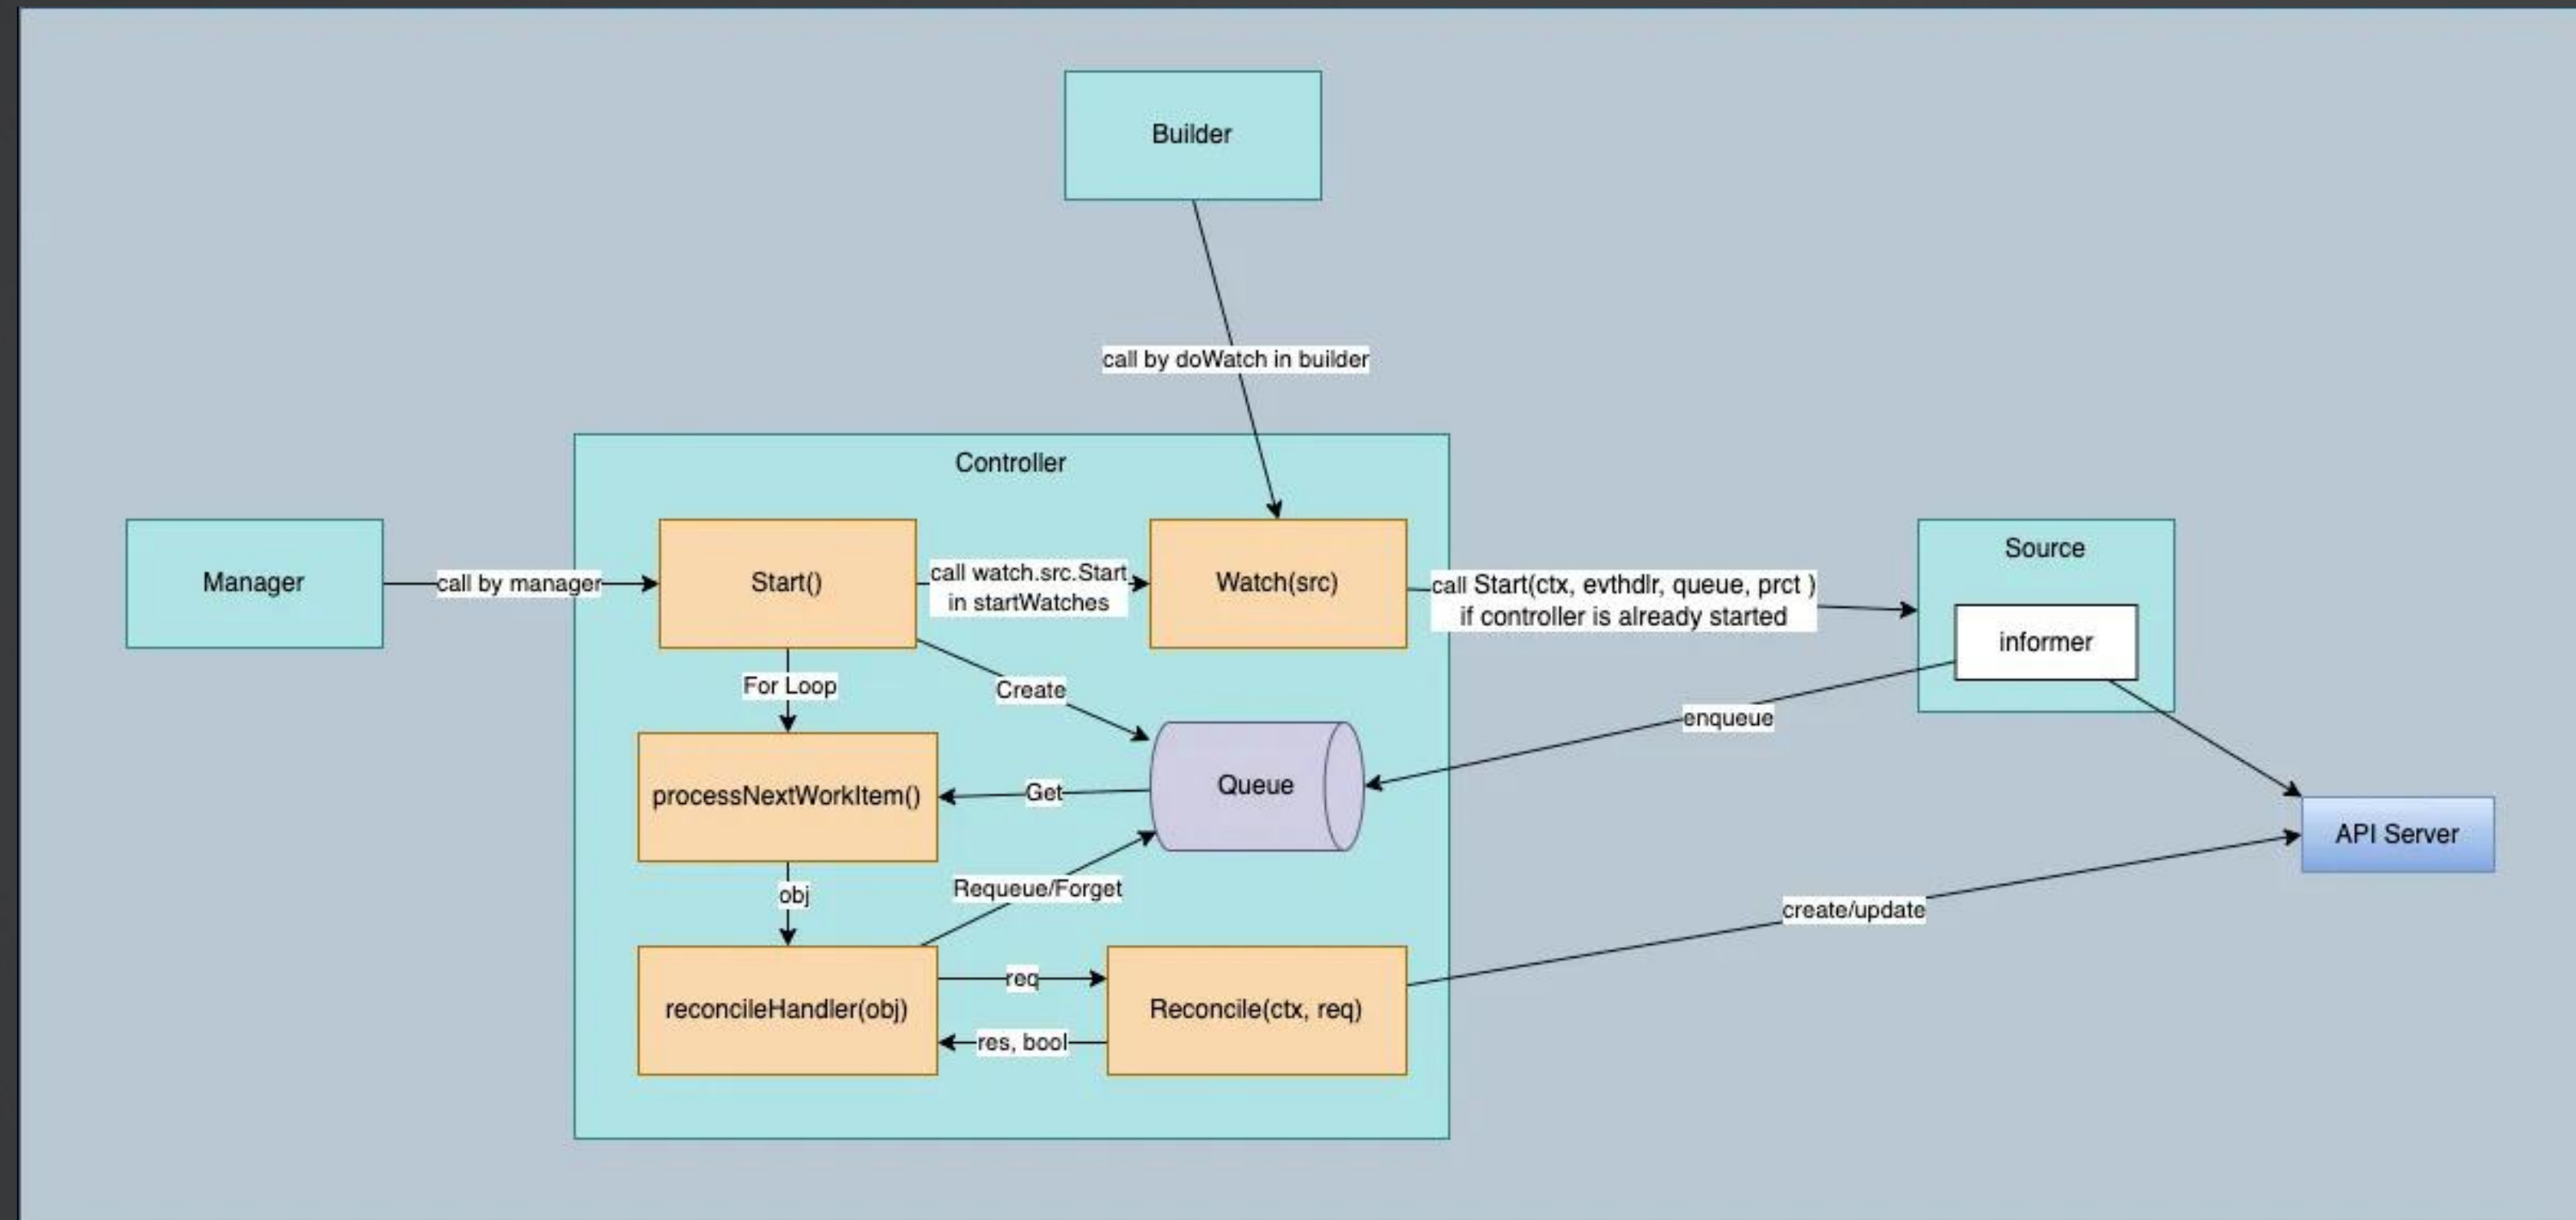 Builder
call by doWatch in builder
Controller
Manager
call by manager
Start()
call watch.src.Start
in startWatches
Watch(src)
call Start(ctx, evthdlr, queue, prct )
if controller is already started
Source
informer
For Loop
Create
enqueue
processNextWorkItem()
Get
Queue
API Server
obj
Requeue/Forget
create/update
reconcileHandler(obj)
req
res, bool
Reconcile(ctx, req)